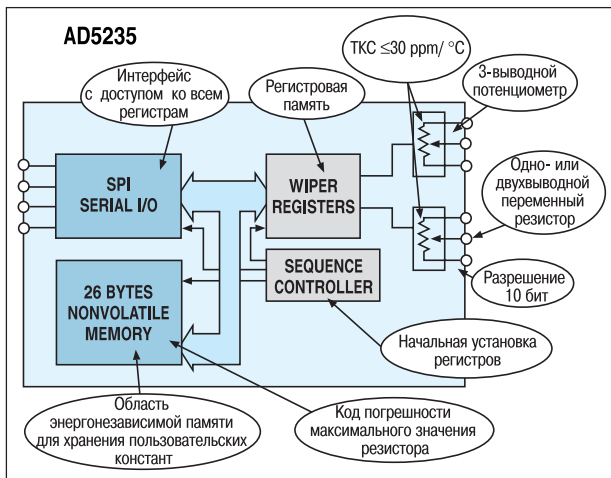 AD5235
ТКС ≤30 ppm/ °C
Интерфейс
с доступом ко всем
регистрам
Регистровая
память
3-выводной
потенциометр
SPI
SERIAL I/O
WIPER
REGISTERS
Одно- или
двухвыводной
переменный
резистор
SEQUENCE
CONTROLLER
26 BYTES
NONVOLATILE
MEMORY
Разрешение
10 бит
Начальная установка
регистров
Область
энергонезависимой памяти
для хранения пользовательских
констант
Код погрешности
максимального значения
резистора